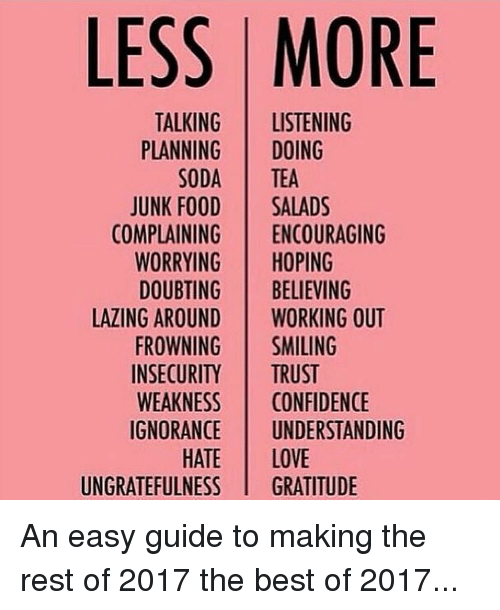 LESS | MORE
TALKING | LISTENING
PLANNING | DOING
SODA | TEA
JUNK FOOD | SALADS
COMPLAINING | ENCOURAGING
WORRYING | HOPING
DOUBTING | BELIEVING
LAZING AROUND | WORKING OUT
FROWNING | SMILING
INSECURITY | TRUST
WEAKNESS | CONFIDENCE
IGNORANCE | UNDERSTANDING
HATE | LOVE
UNGRATEFULNESS | GRATITUDE
An easy guide to making the
rest of 2017 the best of 2017...